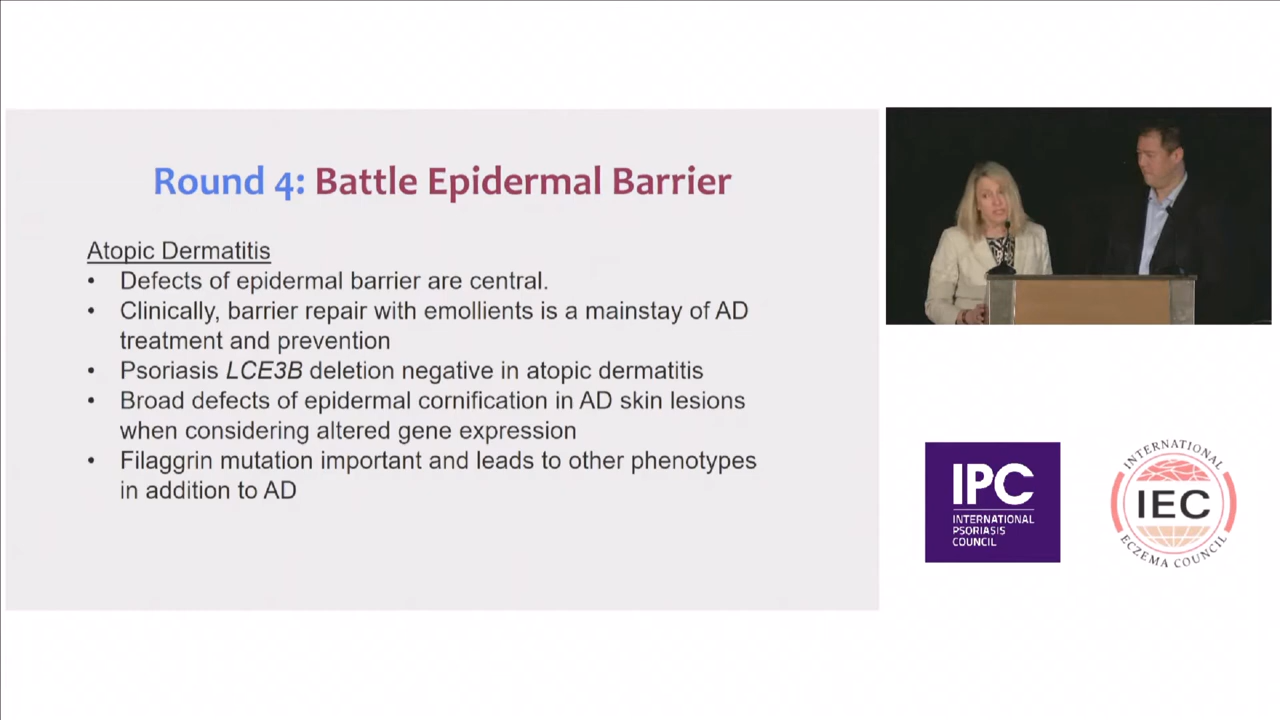 Round 4: Battle Epidermal Barrier
Atopic Dermatitis
• Defects of epidermal barrier are central.
• Clinically, barrier repair with emollients is a mainstay of AD
treatment and prevention
• Psoriasis LCE3B deletion negative in atopic dermatitis
• Broad defects of epidermal cornification in AD skin lesions
when considering altered gene expression
• Filaggrin mutation important and leads to other phenotypes
in addition to AD
IPC
INTERNATIONAL
PSORIASIS
COUNCIL
INTERNATIONAL
IEC
ECZEMA COUNCIL